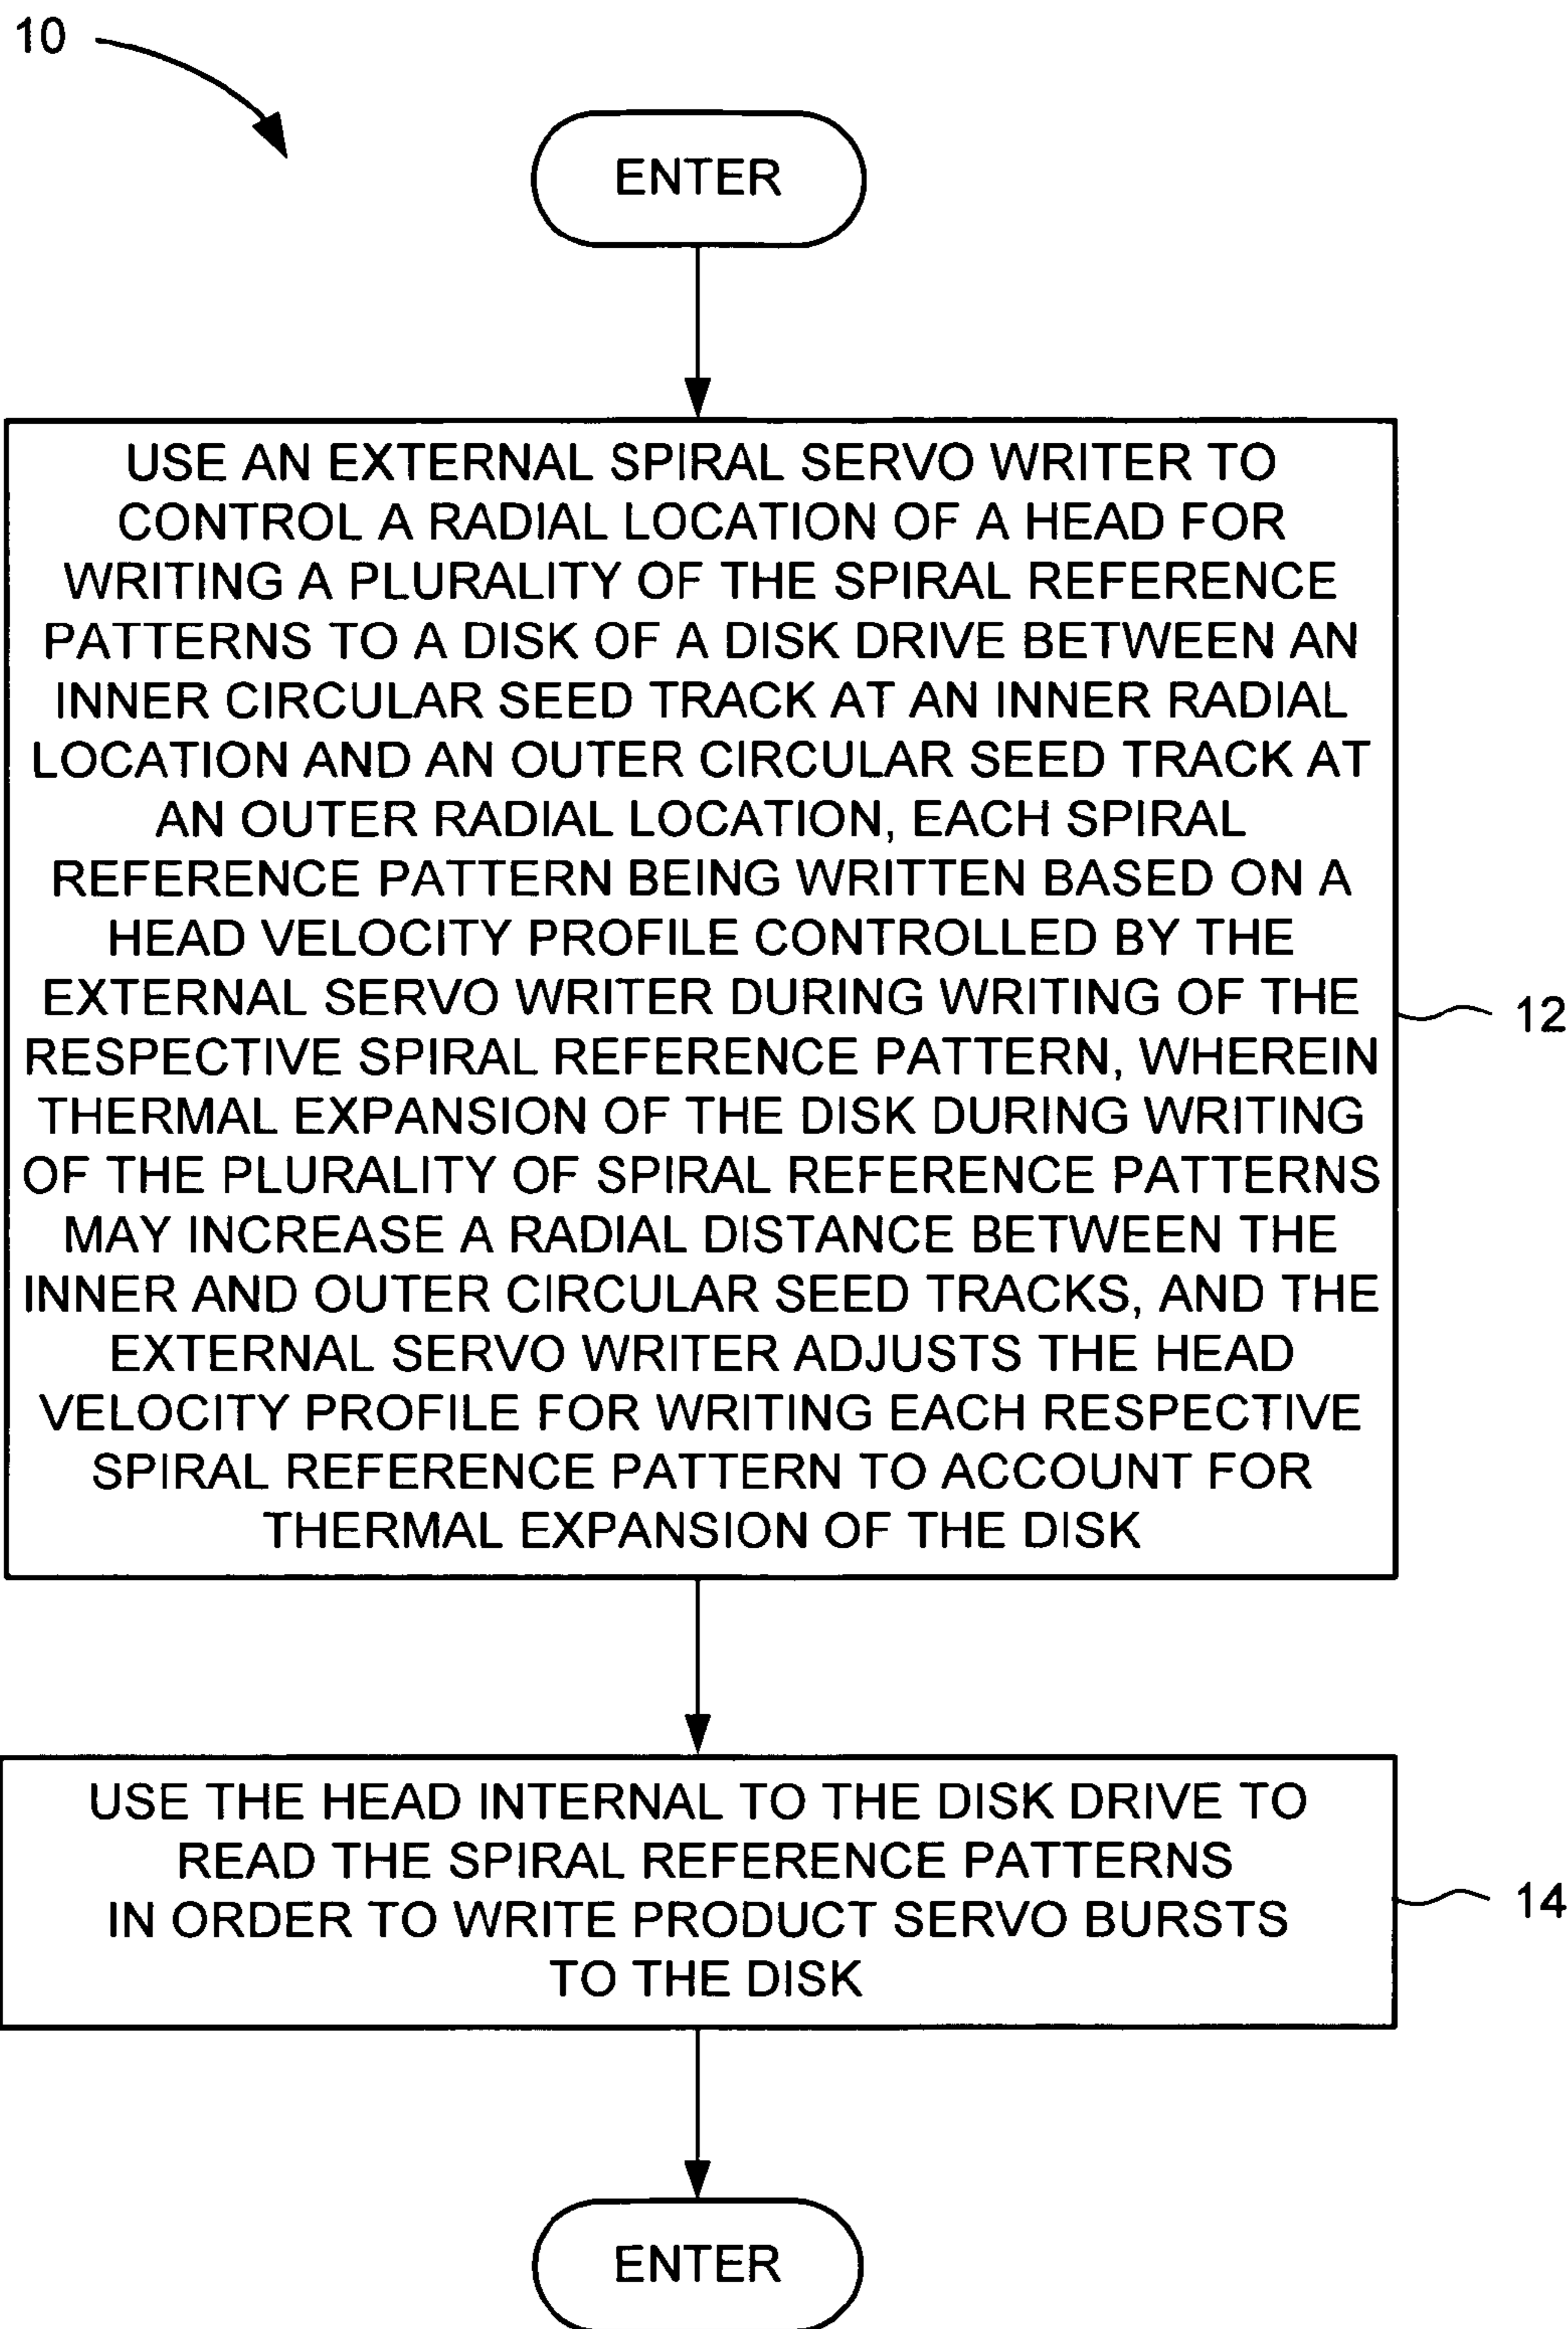 10
ENTER
USE AN EXTERNAL SPIRAL SERVO WRITER TO
CONTROL A RADIAL LOCATION OF A HEAD FOR
WRITING A PLURALITY OF THE SPIRAL REFERENCE
PATTERNS TO A DISK OF A DISK DRIVE BETWEEN AN
INNER CIRCULAR SEED TRACK AT AN INNER RADIAL
LOCATION AND AN OUTER CIRCULAR SEED TRACK AT
AN OUTER RADIAL LOCATION, EACH SPIRAL
REFERENCE PATTERN BEING WRITTEN BASED ON A
HEAD VELOCITY PROFILE CONTROLLED BY THE
EXTERNAL SERVO WRITER DURING WRITING OF THE
RESPECTIVE SPIRAL REFERENCE PATTERN, WHEREIN
THERMAL EXPANSION OF THE DISK DURING WRITING
OF THE PLURALITY OF SPIRAL REFERENCE PATTERNS
MAY INCREASE A RADIAL DISTANCE BETWEEN THE
INNER AND OUTER CIRCULAR SEED TRACKS, AND THE
EXTERNAL SERVO WRITER ADJUSTS THE HEAD
VELOCITY PROFILE FOR WRITING EACH RESPECTIVE
SPIRAL REFERENCE PATTERN TO ACCOUNT FOR
THERMAL EXPANSION OF THE DISK
12
USE THE HEAD INTERNAL TO THE DISK DRIVE TO
READ THE SPIRAL REFERENCE PATTERNS
IN ORDER TO WRITE PRODUCT SERVO BURSTS
TO THE DISK
14
ENTER